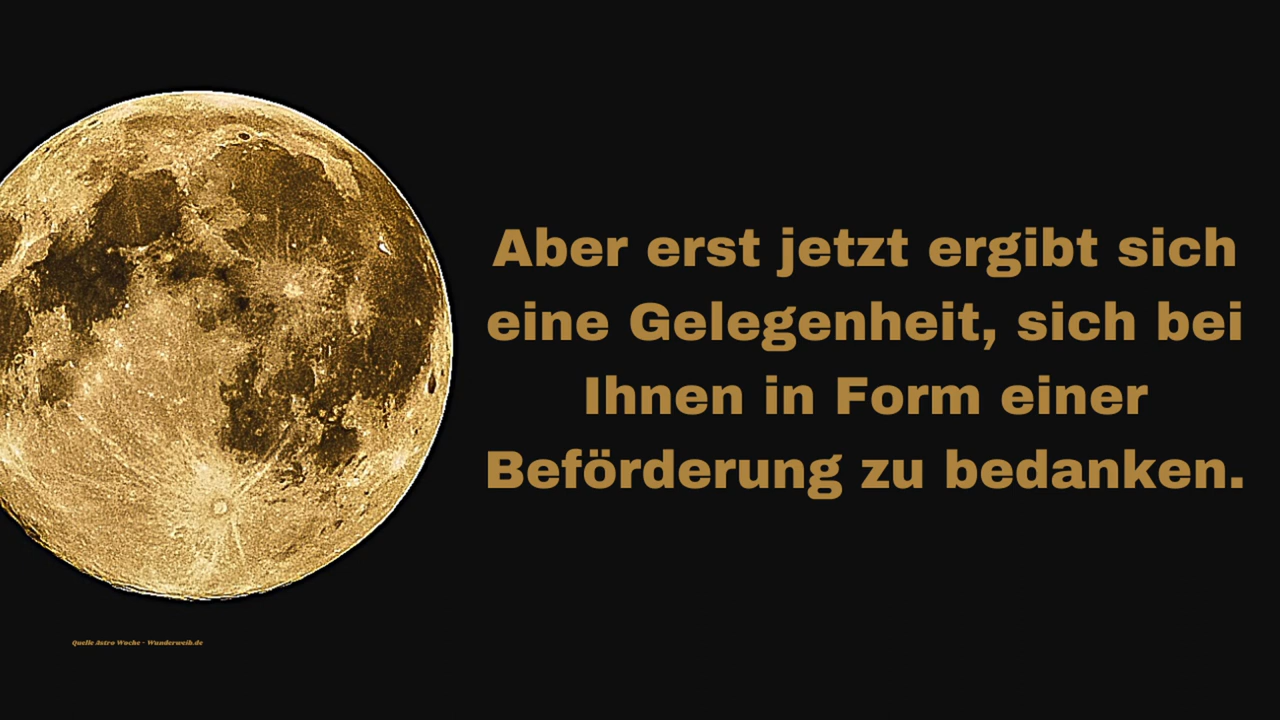 Aber erst jetzt ergibt sich
eine Gelegenheit, sich bei
Ihnen in Form einer
Beförderung zu bedanken.
Quelle Astro Woche - Wunderweib.de